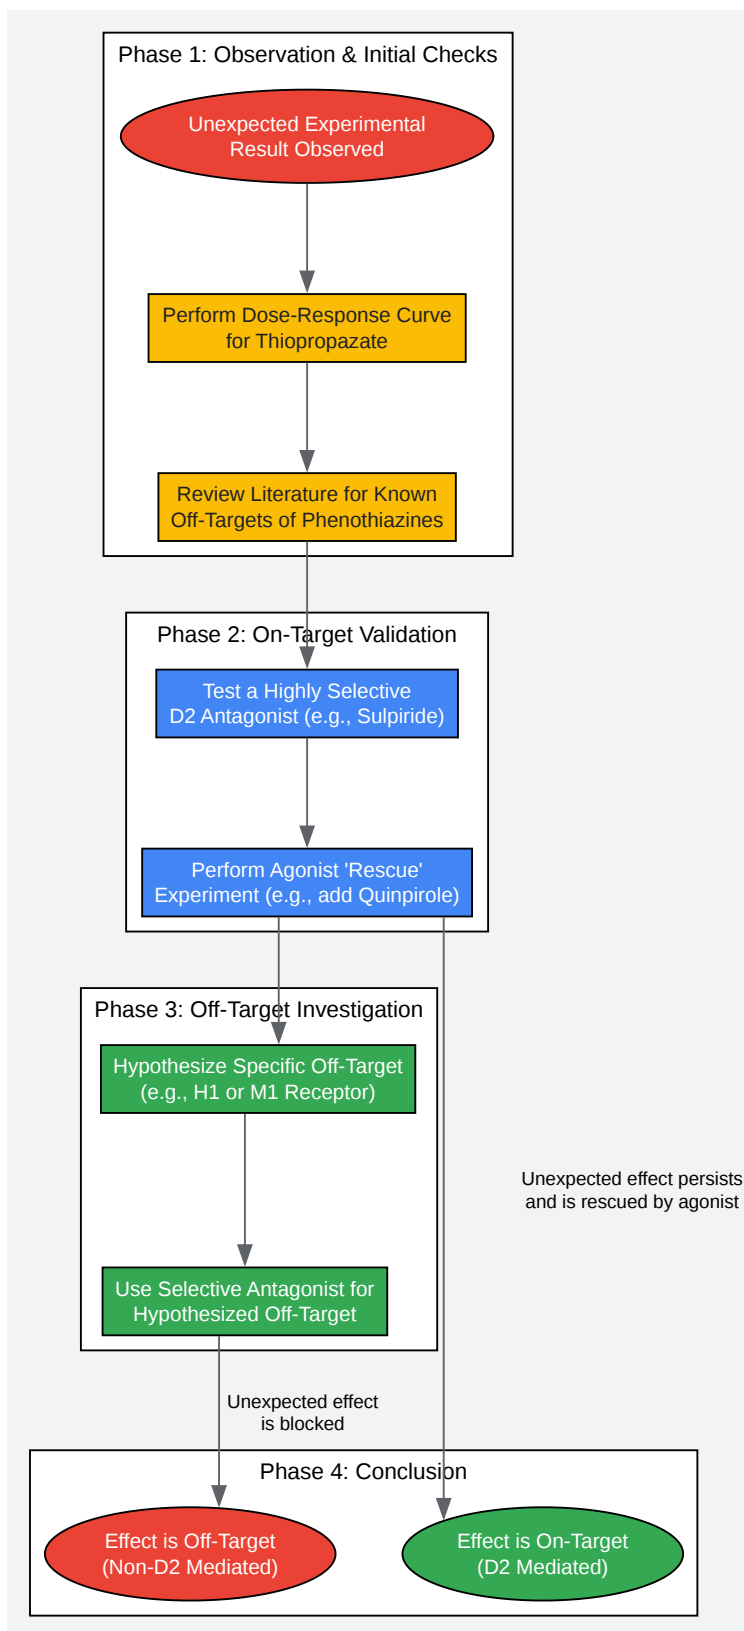 Phase 1: Observation & Initial Checks
Unexpected Experimental
Result Observed
Perform Dose-Response Curve
for Thiopropazate
Review Literature for Known
Off-Targets of Phenothiazines
Phase 2: On-Target Validation
Test a Highly Selective
D2 Antagonist (e.g., Sulpiride)
Perform Agonist 'Rescue'
Experiment (e.g., add Quinpirole)
Phase 3: Off-Target Investigation
Hypothesize Specific Off-Target
(e.g., H1 or M1 Receptor)
Unexpected effect persists
and is rescued by agonist
Use Selective Antagonist for
Hypothesized Off-Target
Unexpected effect
is blocked
Phase 4: Conclusion
Effect is Off-Target
(Non-D2 Mediated)
Effect is On-Target
(D2 Mediated)